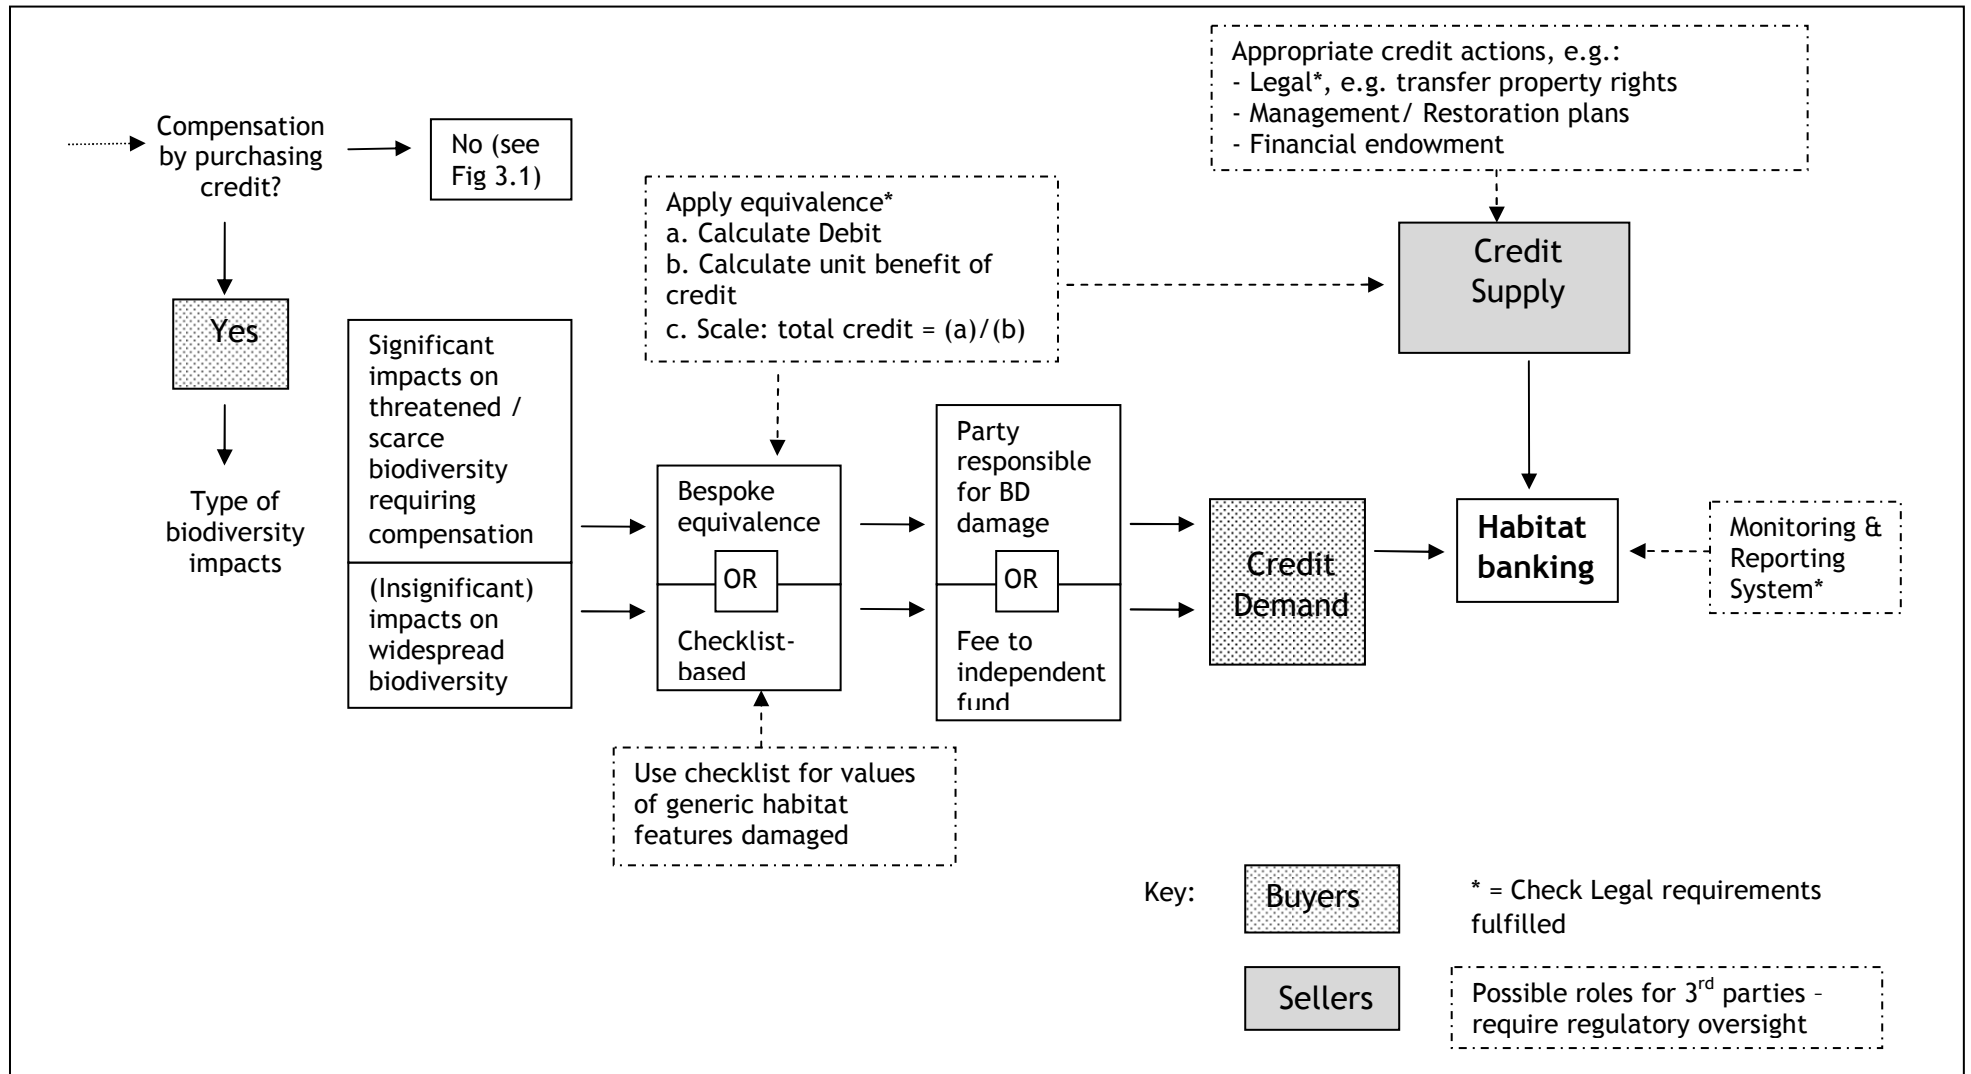 Compensation
by purchasing
credit?
No (see
Fig 3.1)
Yes
Type of
biodiversity
impacts
Significant
impacts on
threatened /
scarce
biodiversity
requiring
compensation
(Insignificant)
impacts on
widespread
biodiversity
Apply equivalence*
a. Calculate Debit
b. Calculate unit benefit of
credit
c. Scale: total credit = (a)/(b)
Bespoke
equivalence
OR
Checklist-
based
Use checklist for values
of generic habitat
features damaged
Party
responsible
for BD
damage
OR
Fee to
independent
fund
Credit
Demand
Appropriate credit actions, e.g.:
- Legal*, e.g. transfer property rights
- Management/ Restoration plans
- Financial endowment
Credit
Supply
Habitat
banking
Monitoring &
Reporting
System*
Key:
Buyers
* = Check Legal requirements
fulfilled
Sellers
Possible roles for 3rd parties –
require regulatory oversight